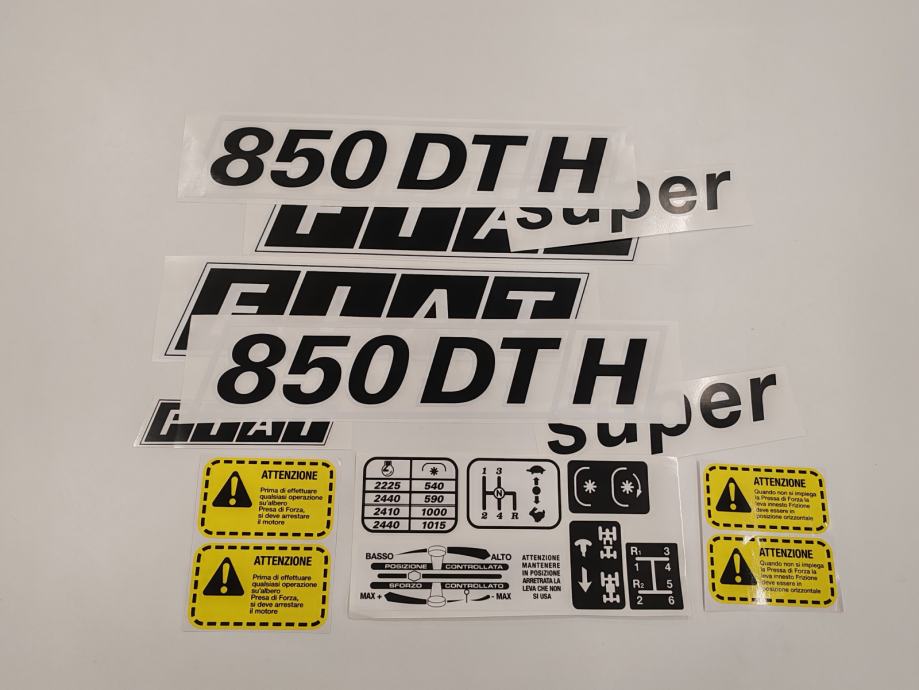 850 DT H
super
FIAT
FIAT
850 DT H
super
FIAT
ATTENZIONE
Prima di effettuare
qualsiasi operazione
su'albero
Presa di Forza,
si deve arrestare
il motore
ATTENZIONE
Prima di effettuare
qualsiasi operazione
su'albero
Presa di Forza,
si deve arrestare
il motore
2225 540
2440 590
2410 1000
2440 1015
1 3
N
2 4 R
BASSO ALTO
POSIZIONE CONTROLLATA
SFORZO CONTROLLATO
MAX + - MAX
ATTENZIONE
MANTENERE
IN POSIZIONE
ARRETRATA LA
LEVA CHE NON
SI USA
R1 3
1 4
R2 5
2 6
ATTENZIONE
Quando non si impiega
la Pressa di Forza la
leva innesto Frizione
deve essere in
posizione orizzontale
ATTENZIONE
Quando non si impiega
la Pressa di Forza la
leva innesto Frizione
deve essere in
posizione orizzontale